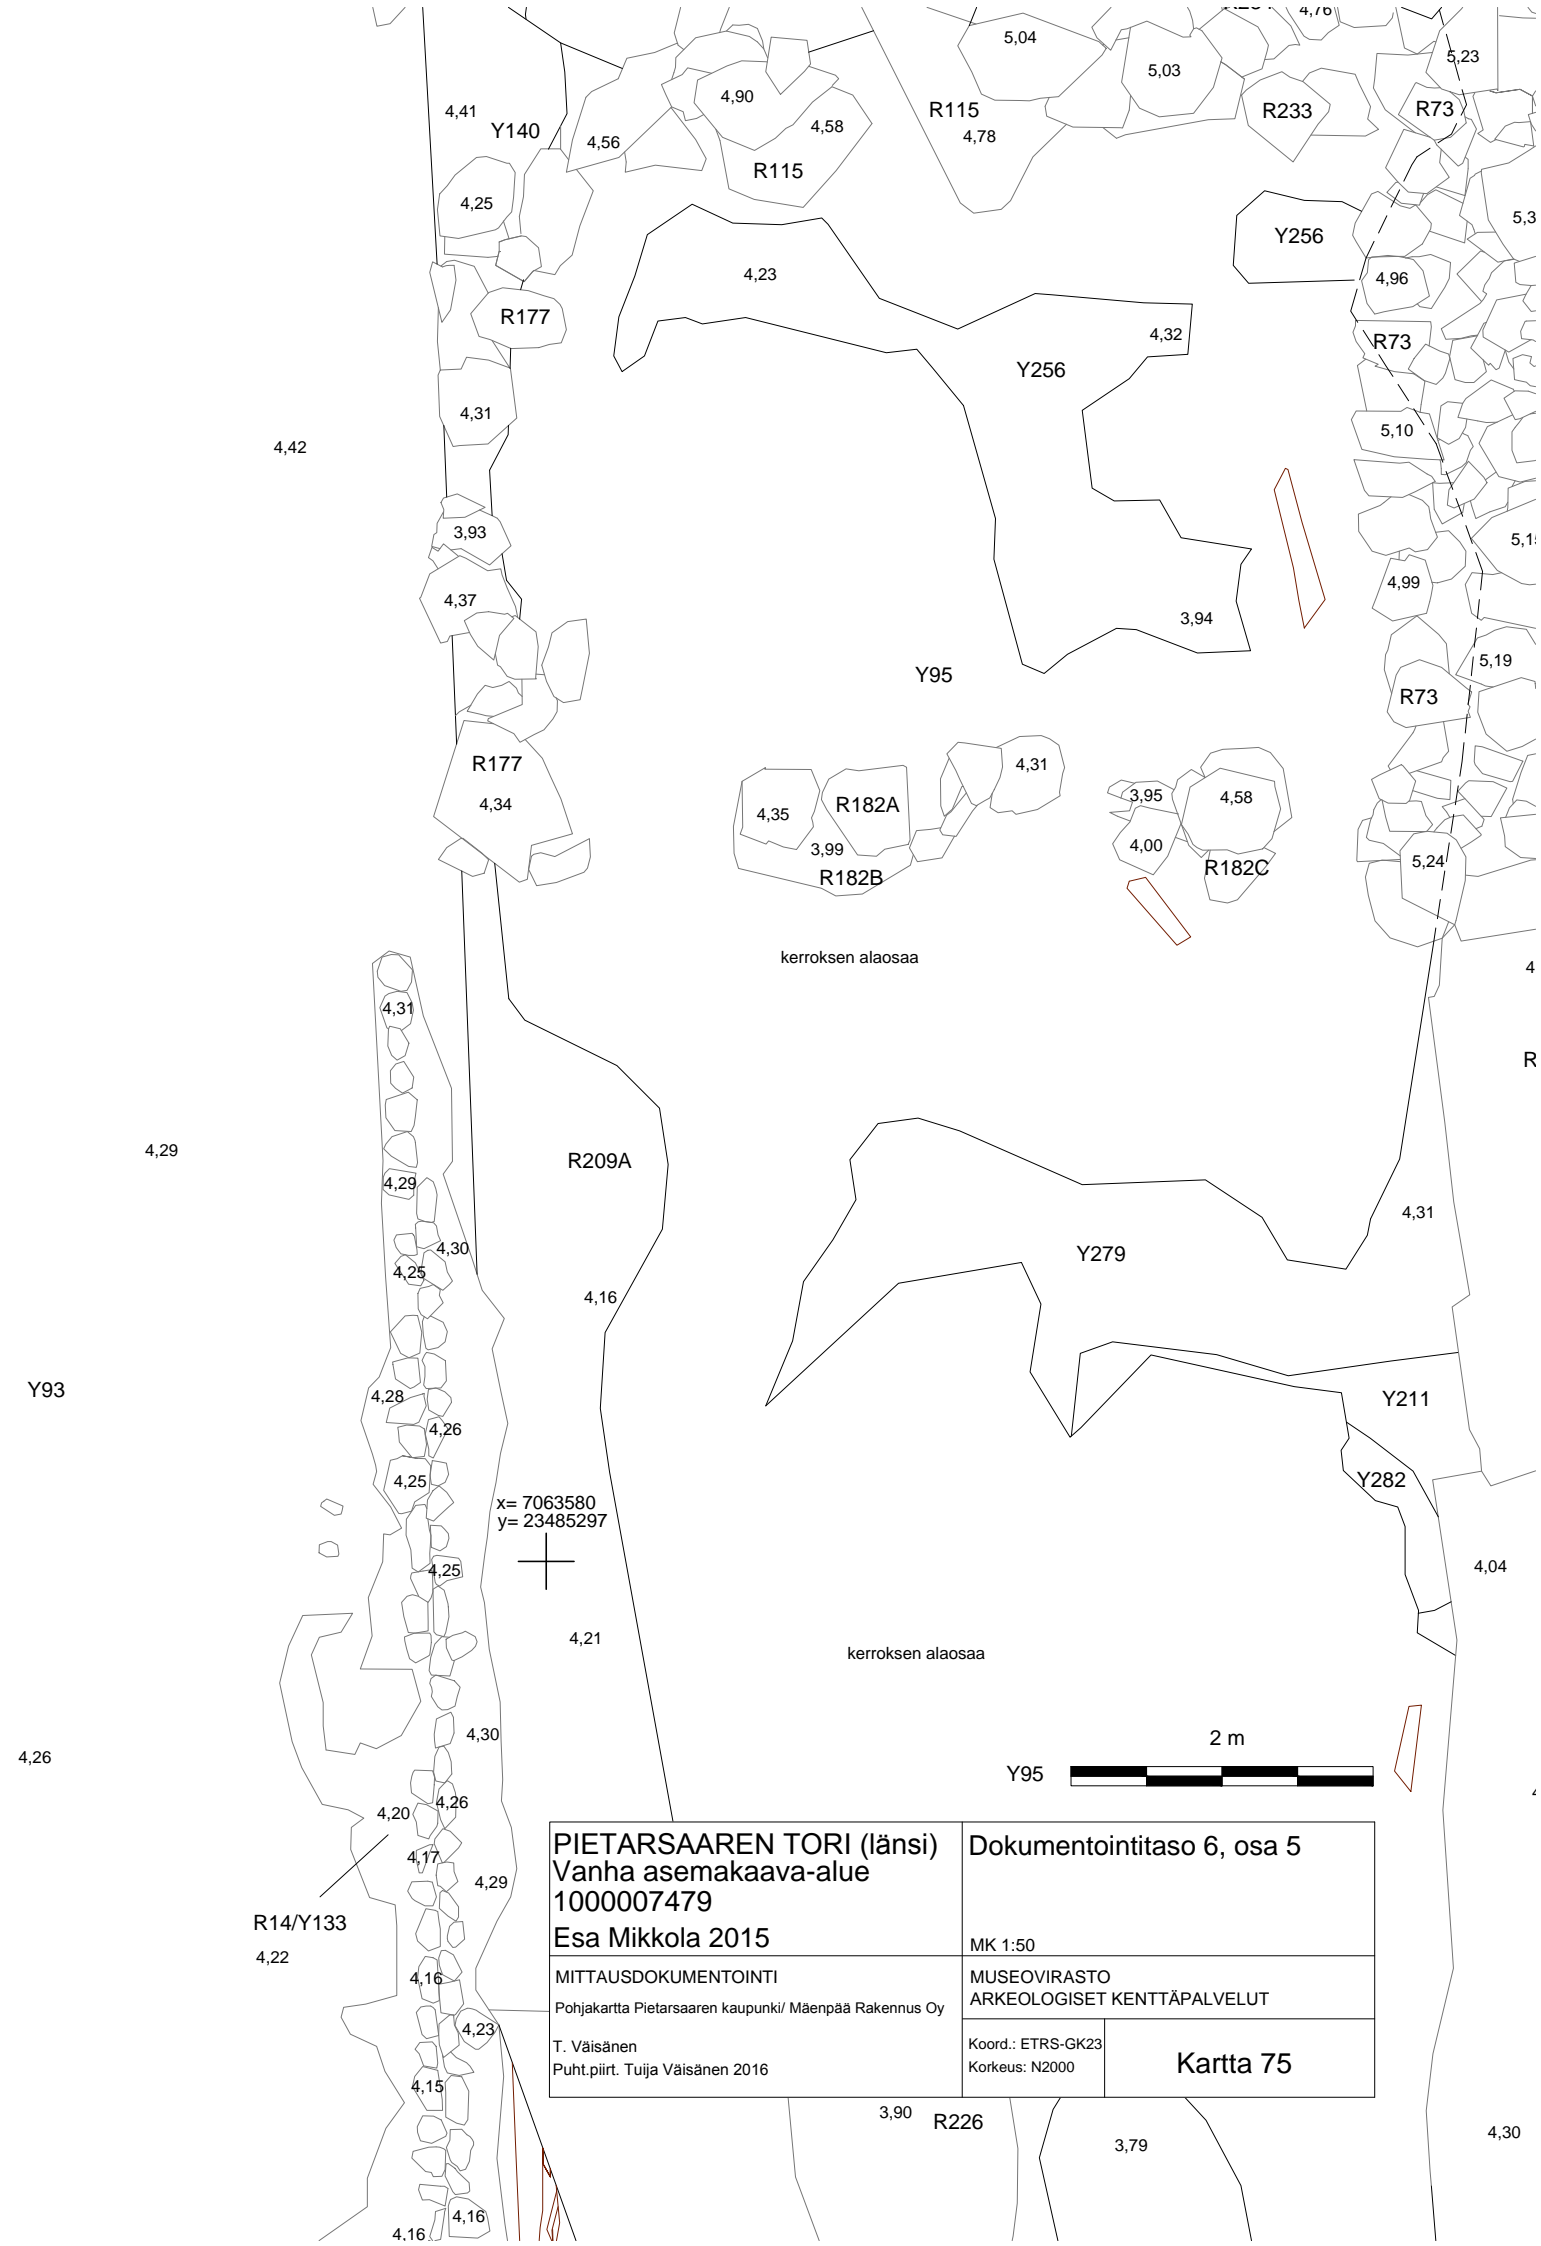 4,76
5,04
5,23
5,03
4,90
4,41
R115
R73
R233
Y140
4,58
4,56
4,78
R115
4,25
Y256
4,23
4,96
R177
4,32
R73
Y256
4,31
5,10
4,42
3,93
4,99
4,37
3,94
5,19
Y95
R73
R177
4,31
4,34
4,35
R182A
3,95
4,58
3,99
4,00
R182B
R182C
5,24
kerroksen alaosaa
4,31
4,29
R209A
4,29
4,31
4,30
Y279
4,25
4,16
Y93
4,28
Y211
4,26
4,25
Y282
x= 7063580
y= 23485297
4,25
4,04
4,21
kerroksen alaosaa
4,30
2 m
4,26
Y95
4,26
4,20
4,17
4,29
R14/Y133
4,22
4,16
4,23
4,15
4,16
4,16
PIETARSAAREN TORI (länsi)
Vanha asemakaava-alue
1000007479
Esa Mikkola 2015
Dokumentointitaso 6, osa 5
MK 1:50
MITTAUSDOKUMENTOINTI
Pohjakartta Pietarsaaren kaupunki/ Mäenpää Rakennus Oy
T. Väisänen
Puht.piirt. Tuija Väisänen 2016
MUSEOVIRASTO
ARKEOLOGISET KENTTÄPALVELUT
Koord.: ETRS-GK23
Korkeus: N2000
Kartta 75
3,90
R226
3,79
4,30